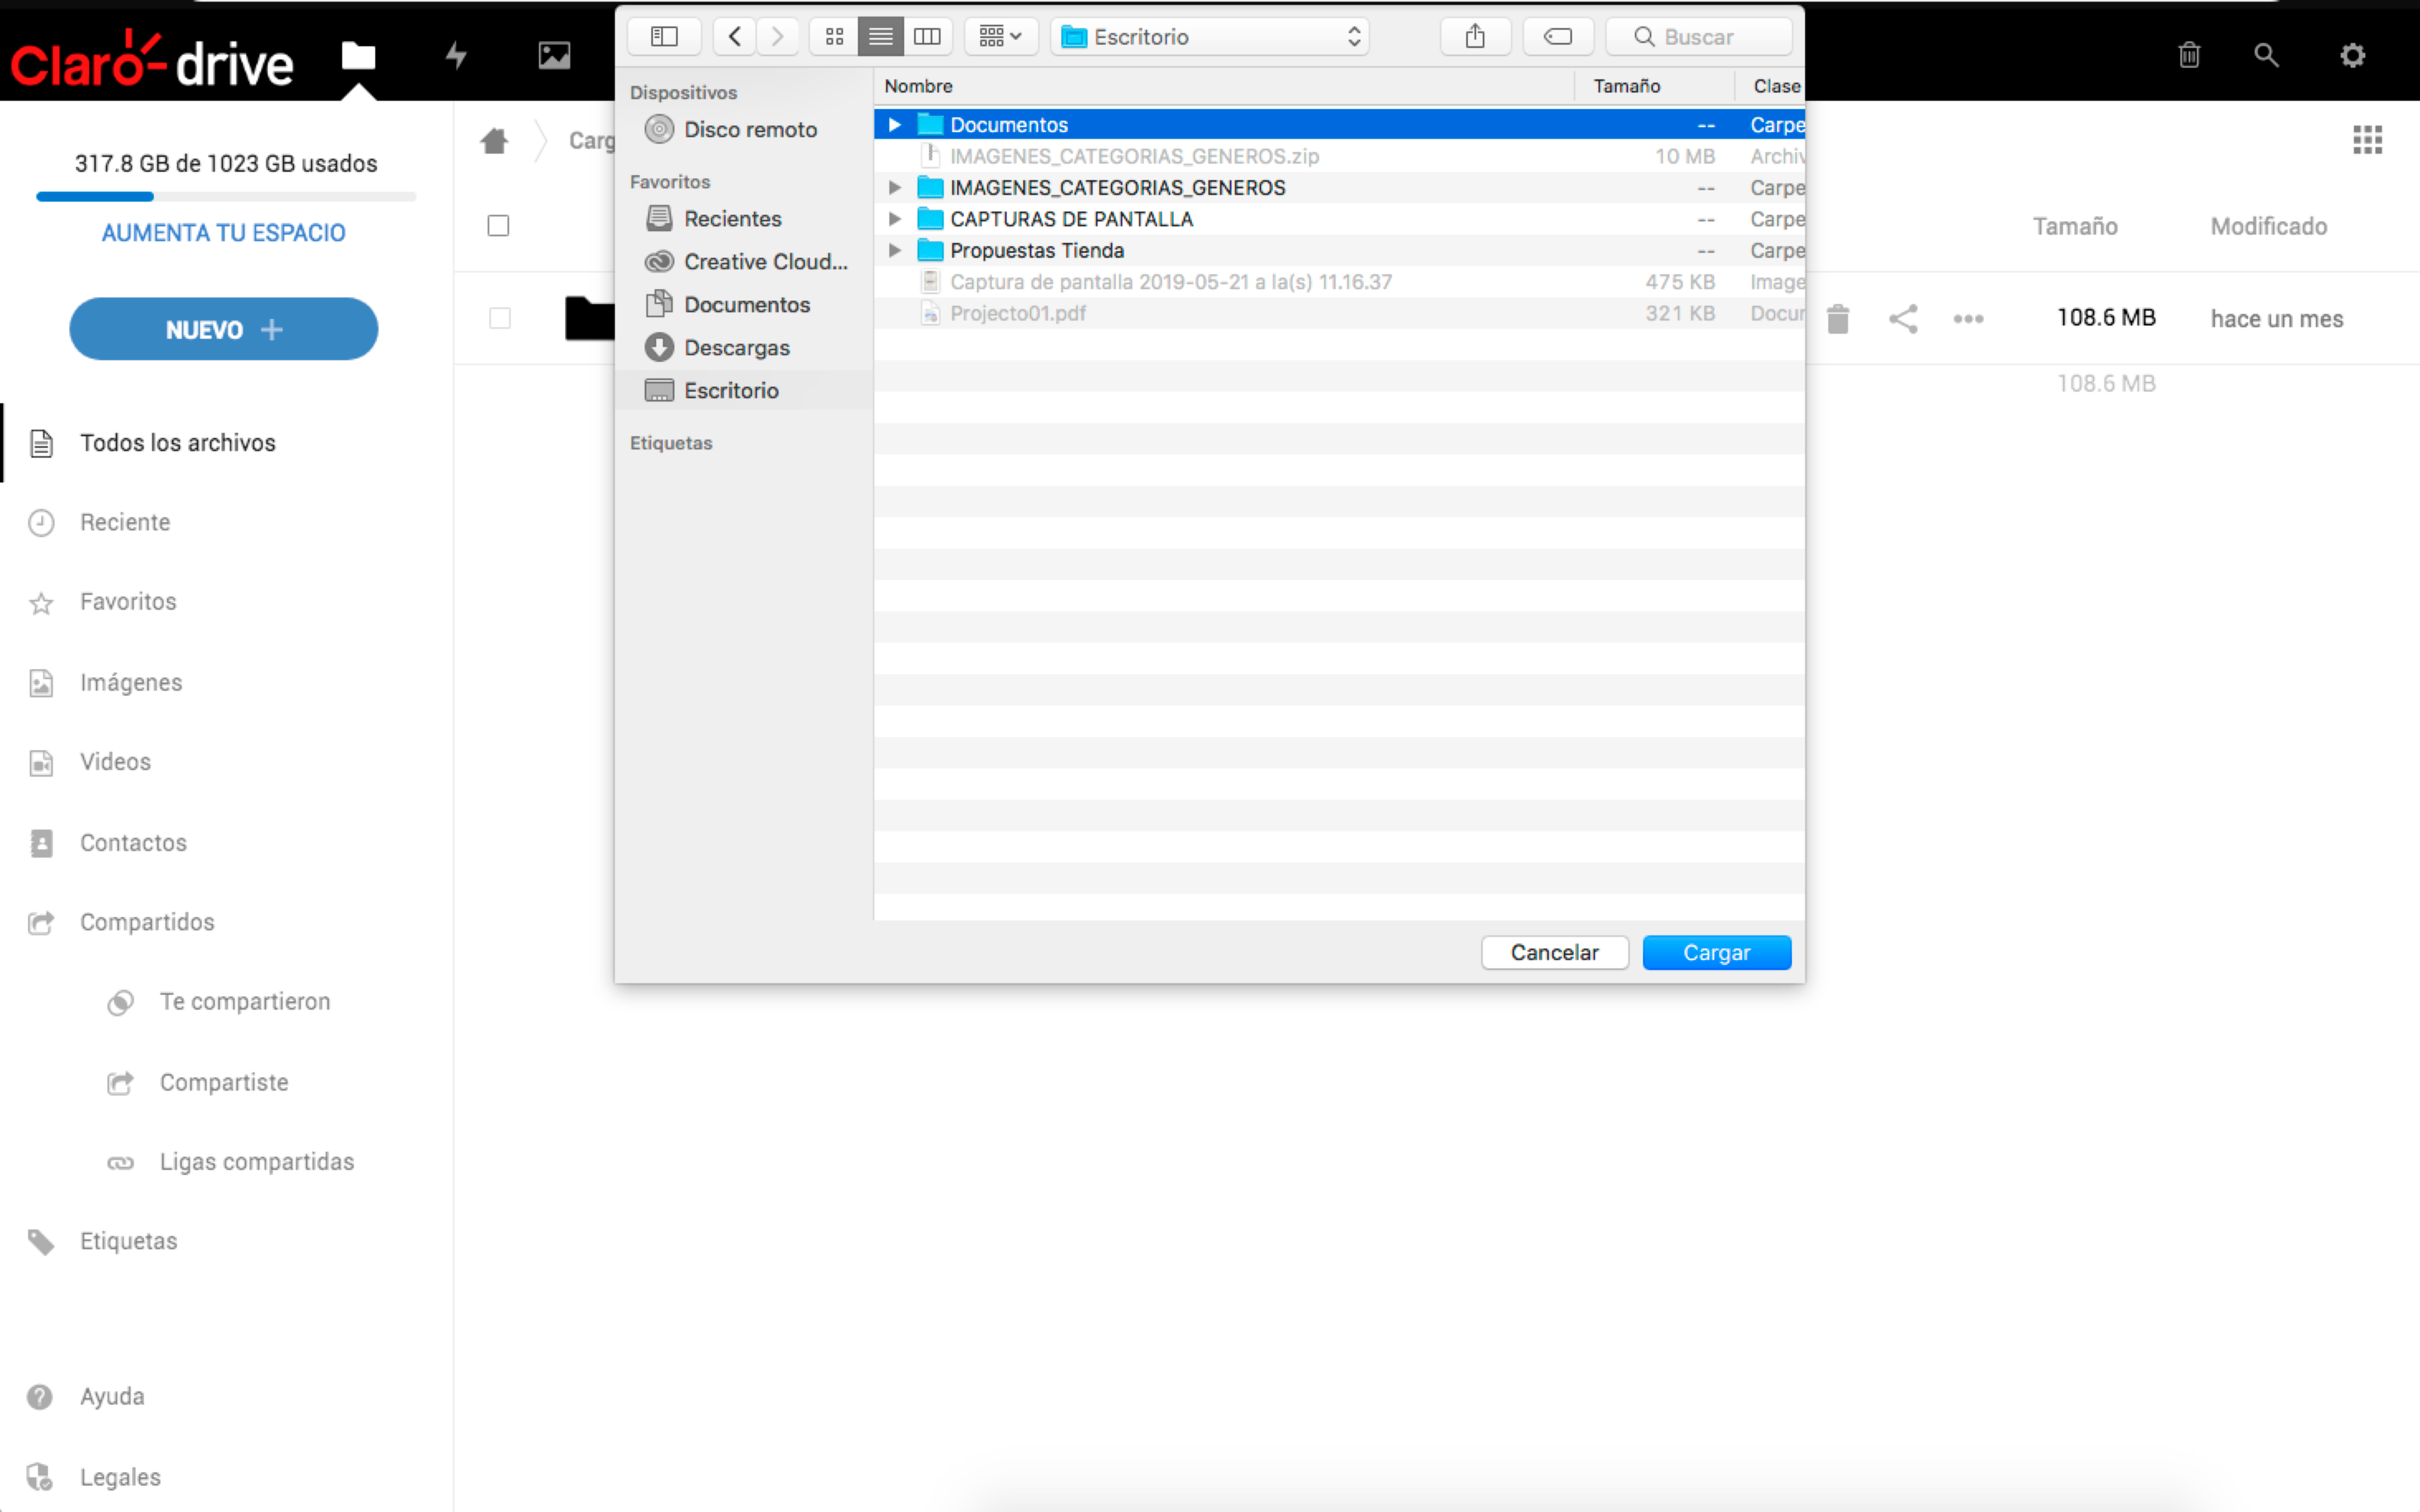 Claro drive
317.8 GB de 1023 GB usados
AUMENTA TU ESPACIO
NUEVO +
Todos los archivos
Reciente
Favoritos
Imágenes
Videos
Contactos
Compartidos
Te compartieron
Compartiste
Ligas compartidas
Etiquetas
Ayuda
Legales
Carg
Escritorio
Buscar
Dispositivos
Disco remoto
Favoritos
Recientes
Creative Cloud...
Documentos
Descargas
Escritorio
Etiquetas
Nombre Tamaño Clase
Documentos -- Carpe
IMAGENES_CATEGORIAS_GENEROS.zip 10 MB Archiv
IMAGENES_CATEGORIAS_GENEROS -- Carpe
CAPTURAS DE PANTALLA -- Carpe
Propuestas Tienda -- Carpe
Captura de pantalla 2019-05-21 a la(s) 11.16.37 475 KB Image
Projecto01.pdf 321 KB Docur
Cancelar Cargar
Tamaño Modificado
108.6 MB hace un mes
108.6 MB